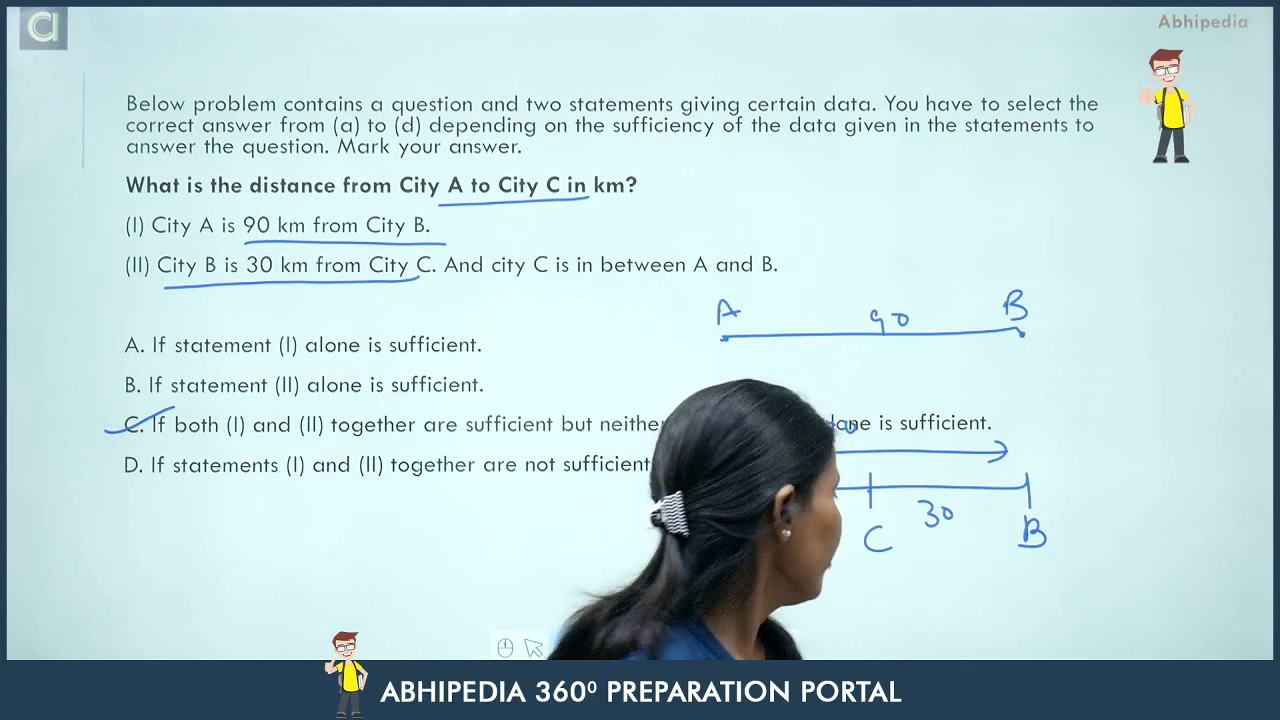 Abhipedia
Below problem contains a question and two statements giving certain data. You have to select the
correct answer from (a) to (d) depending on the sufficiency of the data given in the statements to
answer the question. Mark your answer.
What is the distance from City A to City C in km?
(I) City A is 90 km from City B.
(II) City B is 30 km from City C. And city C is in between A and B.
A 90 B
A. If statement (I) alone is sufficient.
B. If statement (II) alone is sufficient.
C. If both (I) and (II) together are sufficient but is sufficient.
D. If statements (I) and (II) together are not sufficient
30
C B
ABHIPEDIA 360⁰ PREPARATION PORTAL